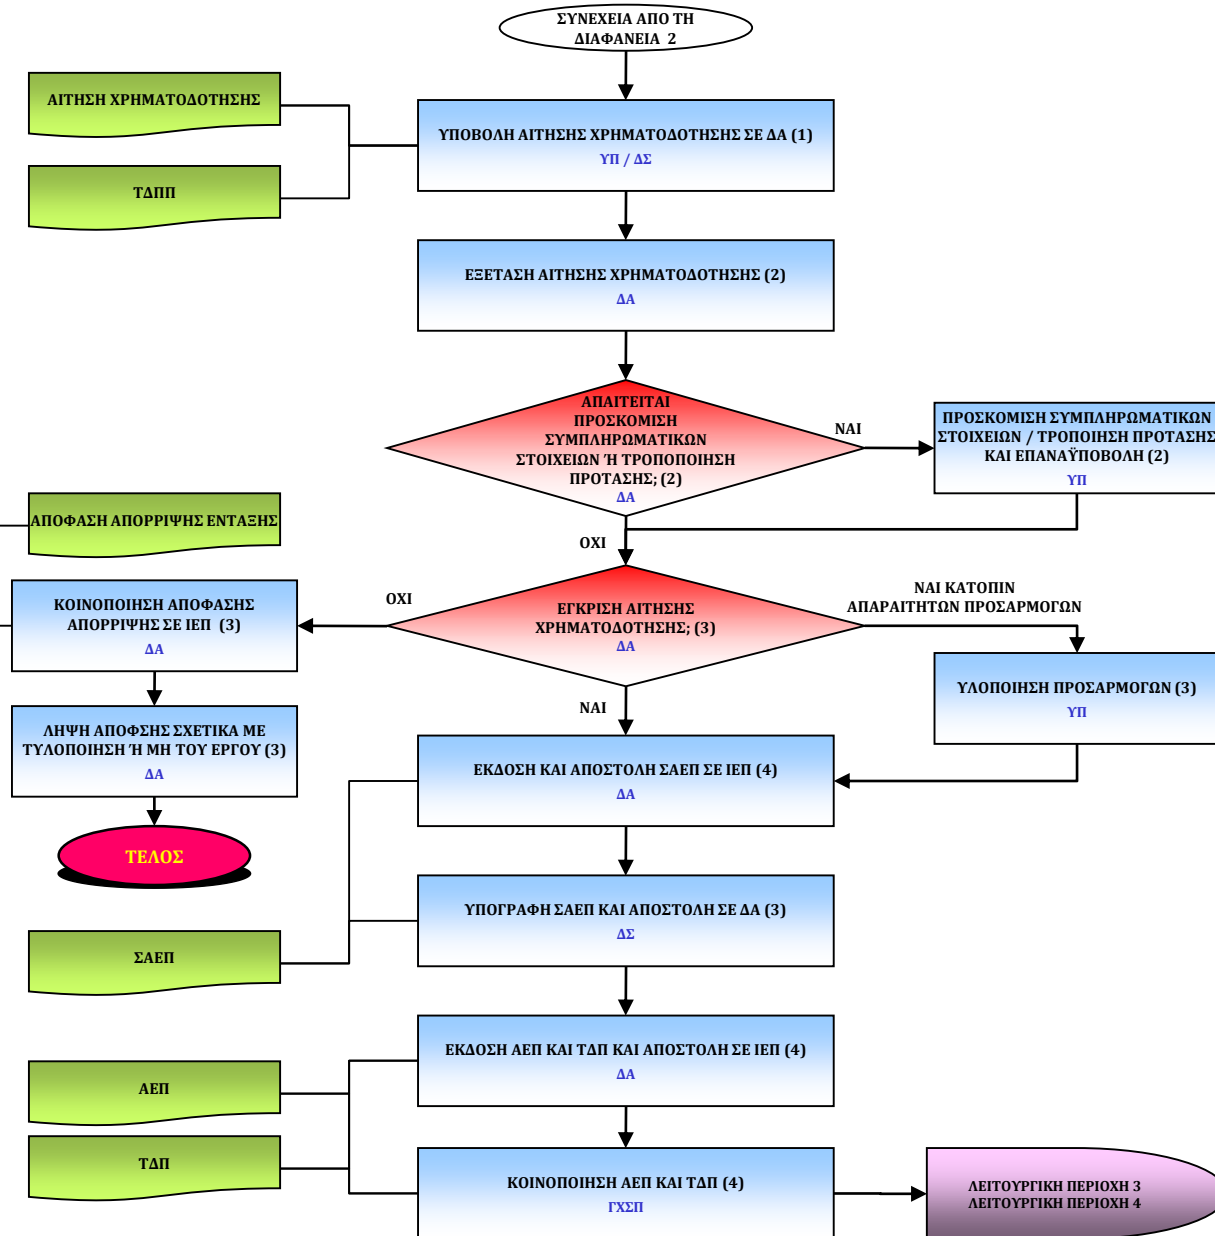 ΣΥΝΕΧΕΙΑ ΑΠΟ ΤΗ
ΔΙΑΦΑΝΕΙΑ 2
ΑΙΤΗΣΗ ΧΡΗΜΑΤΟΔΟΤΗΣΗΣ
ΤΔΠΠ
ΥΠΟΒΟΛΗ ΑΙΤΗΣΗΣ ΧΡΗΜΑΤΟΔΟΤΗΣΗΣ ΣΕ ΔΑ (1)
ΥΠ / ΔΣ
ΕΞΕΤΑΣΗ ΑΙΤΗΣΗΣ ΧΡΗΜΑΤΟΔΟΤΗΣΗΣ (2)
ΔΑ
ΑΠΑΙΤΕΙΤΑΙ
ΠΡΟΣΚΟΜΙΣΗ
ΣΥΜΠΛΗΡΩΜΑΤΙΚΩΝ
ΣΤΟΙΧΕΙΩΝ Ή ΤΡΟΠΟΠΟΙΗΣΗ
ΠΡΟΤΑΣΗΣ; (2)
ΔΑ
ΝΑΙ
ΠΡΟΣΚΟΜΙΣΗ ΣΥΜΠΛΗΡΩΜΑΤΙΚΩΝ
ΣΤΟΙΧΕΙΩΝ / ΤΡΟΠΟΙΗΣΗ ΠΡΟΤΑΣΗΣ
ΚΑΙ ΕΠΑΝΑΫΠΟΒΟΛΗ (2)
ΥΠ
ΟΧΙ
ΑΠΟΦΑΣΗ ΑΠΟΡΡΙΨΗΣ ΕΝΤΑΞΗΣ
ΚΟΙΝΟΠΟΙΗΣΗ ΑΠΟΦΑΣΗΣ
ΑΠΟΡΡΙΨΗΣ ΣΕ ΙΕΠ (3)
ΔΑ
ΟΧΙ
ΕΓΚΡΙΣΗ ΑΙΤΗΣΗΣ
ΧΡΗΜΑΤΟΔΟΤΗΣΗΣ; (3)
ΔΑ
ΝΑΙ ΚΑΤΟΠΙΝ
ΑΠΑΡΑΙΤΗΤΩΝ ΠΡΟΣΑΡΜΟΓΩΝ
ΥΛΟΠΟΙΗΣΗ ΠΡΟΣΑΡΜΟΓΩΝ (3)
ΥΠ
ΝΑΙ
ΛΗΨΗ ΑΠΟΦΣΗΣ ΣΧΕΤΙΚΑ ΜΕ
ΤΥΛΟΠΟΙΗΣΗ Ή ΜΗ ΤΟΥ ΕΡΓΟΥ (3)
ΔΑ
ΤΕΛΟΣ
ΕΚΔΟΣΗ ΚΑΙ ΑΠΟΣΤΟΛΗ ΣΑΕΠ ΣΕ ΙΕΠ (4)
ΔΑ
ΥΠΟΓΡΑΦΗ ΣΑΕΠ ΚΑΙ ΑΠΟΣΤΟΛΗ ΣΕ ΔΑ (3)
ΔΣ
ΣΑΕΠ
ΕΚΔΟΣΗ ΑΕΠ ΚΑΙ ΤΔΠ ΚΑΙ ΑΠΟΣΤΟΛΗ ΣΕ ΙΕΠ (4)
ΔΑ
ΑΕΠ
ΤΔΠ
ΚΟΙΝΟΠΟΙΗΣΗ ΑΕΠ ΚΑΙ ΤΔΠ (4)
ΓΧΣΠ
ΛΕΙΤΟΥΡΓΙΚΗ ΠΕΡΙΟΧΗ 3
ΛΕΙΤΟΥΡΓΙΚΗ ΠΕΡΙΟΧΗ 4